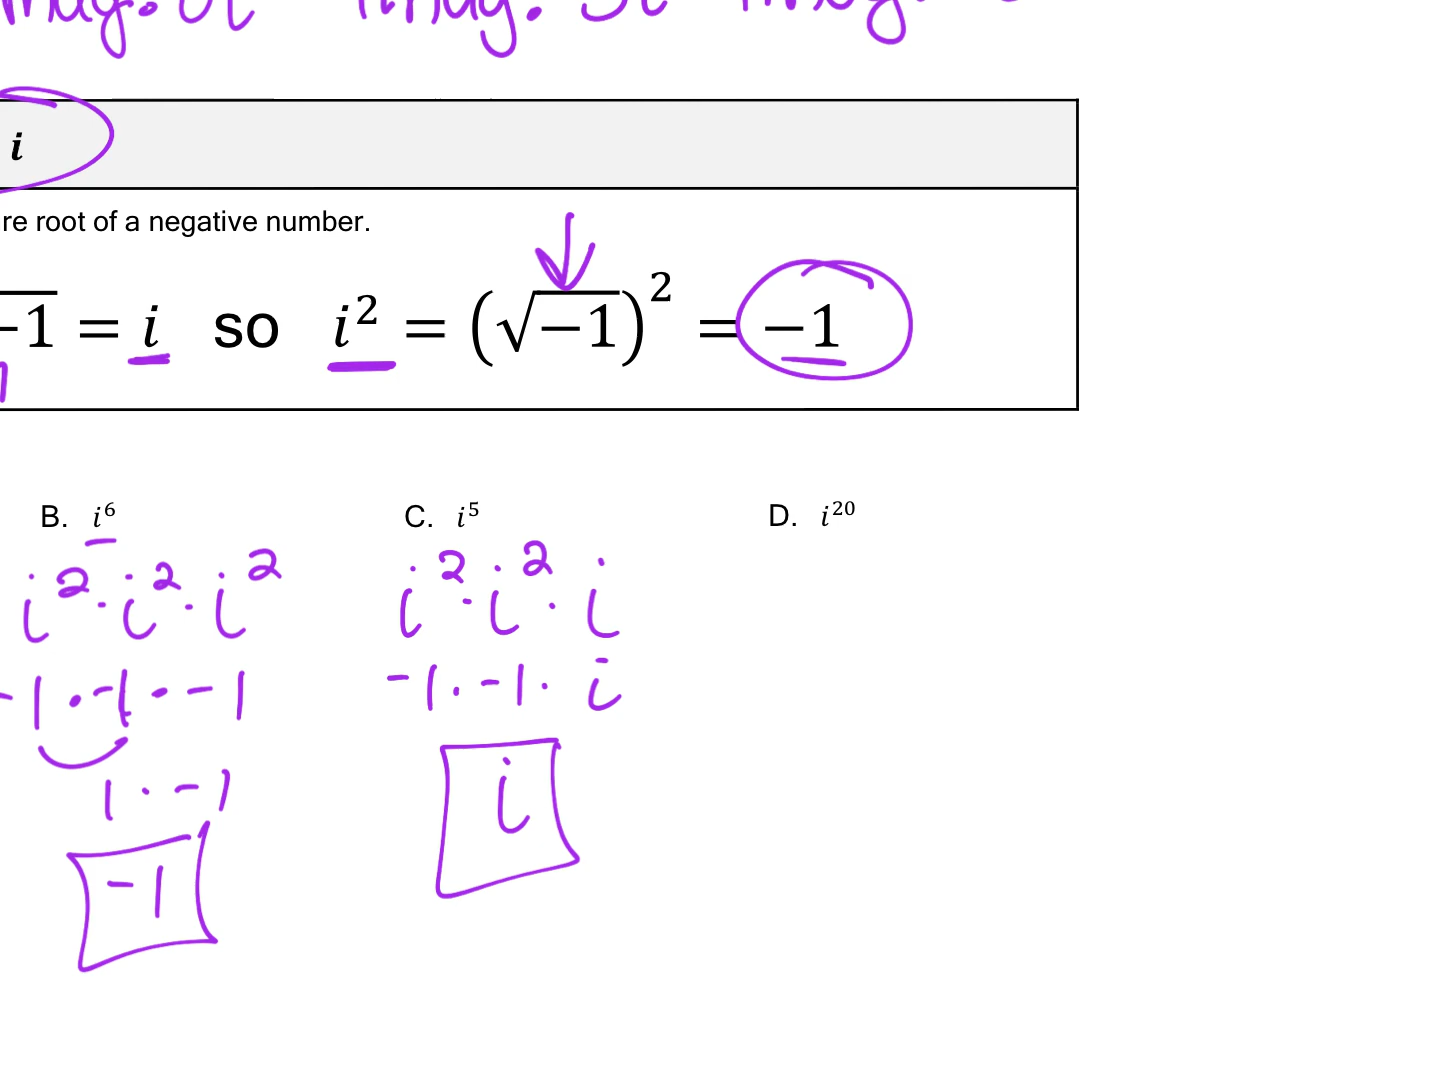 i
re root of a negative number.
−1 = i so i² = (√−1)² = −1
B. i⁶ C. i⁵ D. i²⁰
i² · i² · i² i² · i² · i
-1 · -1 · -1 -1 · -1 · i
1 · -1 i
-1